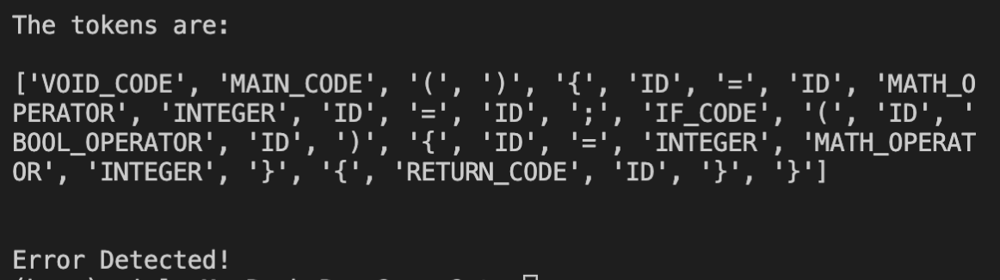 The tokens are:
['VOID_CODE', 'MAIN_CODE', '(', ')', '{', 'ID', '=', 'ID', 'MATH_O
PERATOR', 'INTEGER', 'ID', '=', 'ID', ';', 'IF_CODE', '(', 'ID', '
BOOL_OPERATOR', 'ID', ')', '{', 'ID', '=', 'INTEGER', 'MATH_OPERAT
OR', 'INTEGER', '}', '{', 'RETURN_CODE', 'ID', '}', '}']
Error Detected!